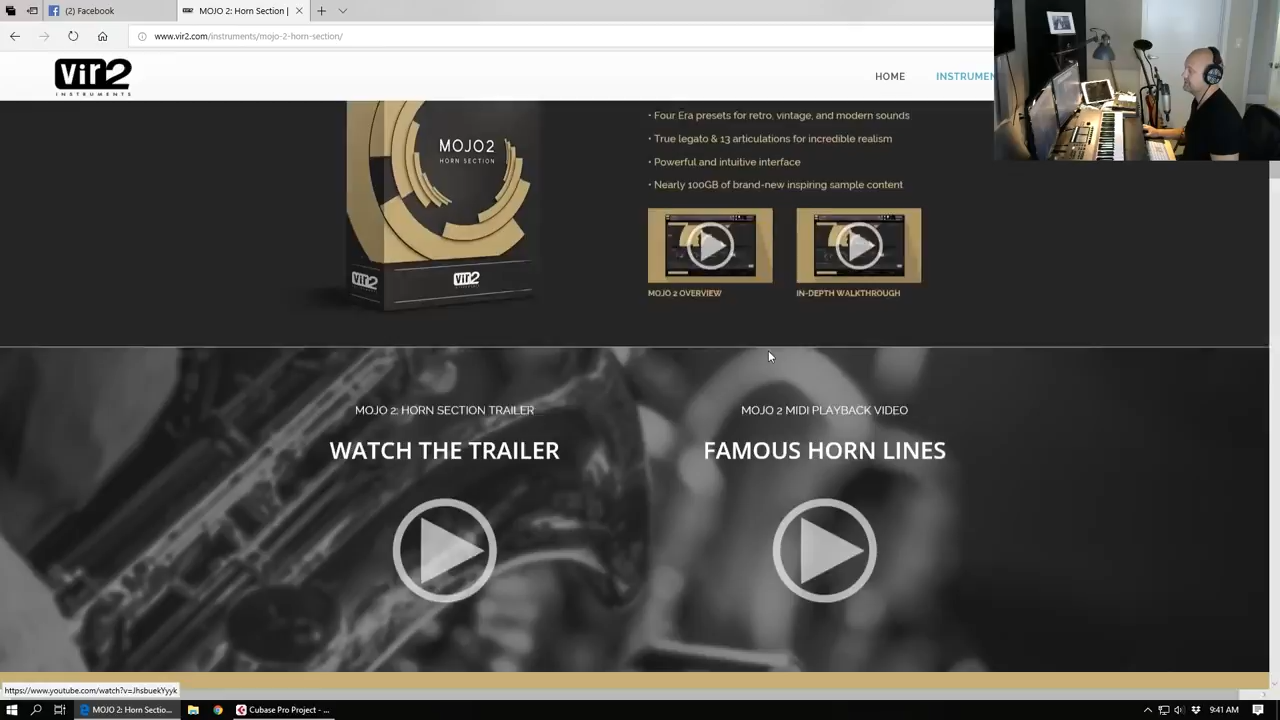 (2) Facebook
MOJO 2: Horn Section |
www.vir2.com/instruments/mojo-2-horn-section/
vir2
INSTRUMENTS
HOME
INSTRUMEN
• Four Era presets for retro, vintage, and modern sounds
• True legato & 13 articulations for incredible realism
• Powerful and intuitive interface
• Nearly 100GB of brand-new inspiring sample content
MOJO2
HORN SECTION
vir2
vir2
MOJO 2 OVERVIEW
IN-DEPTH WALKTHROUGH
MOJO 2: HORN SECTION TRAILER
WATCH THE TRAILER
MOJO 2 MIDI PLAYBACK VIDEO
FAMOUS HORN LINES
https://www.youtube.com/watch?v=JhsbuekYyyk
MOJO 2: Horn Sectio...
Cubase Pro Project - ...
9:41 AM